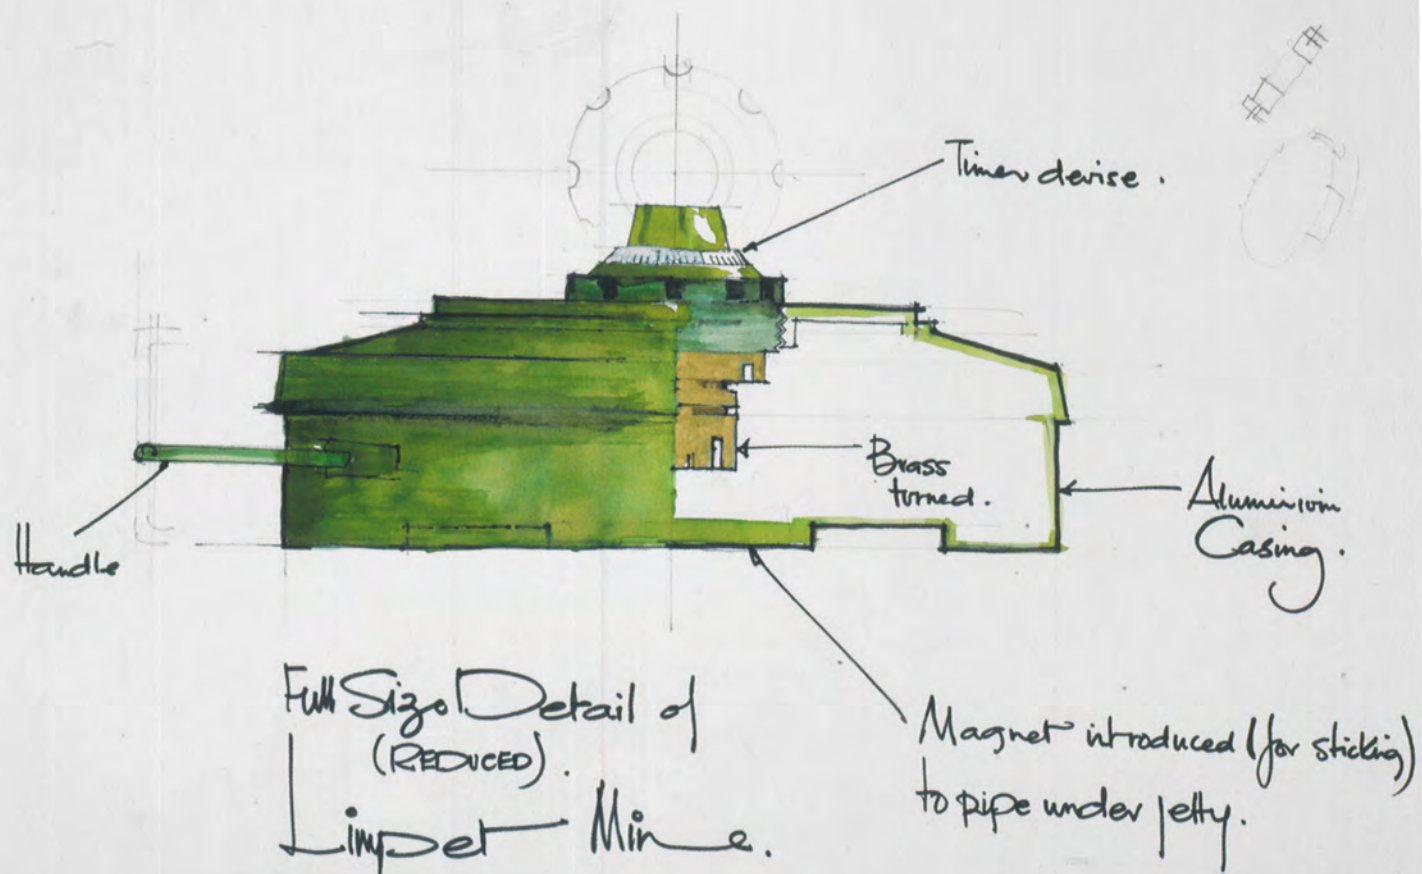 Timer devise.
Brass
turned.
Aluminium
Casing.
Handle
Full Size Detail of
(REDUCED).
Limpet Mine.
Magnet introduced (for sticking)
to pipe under jetty.